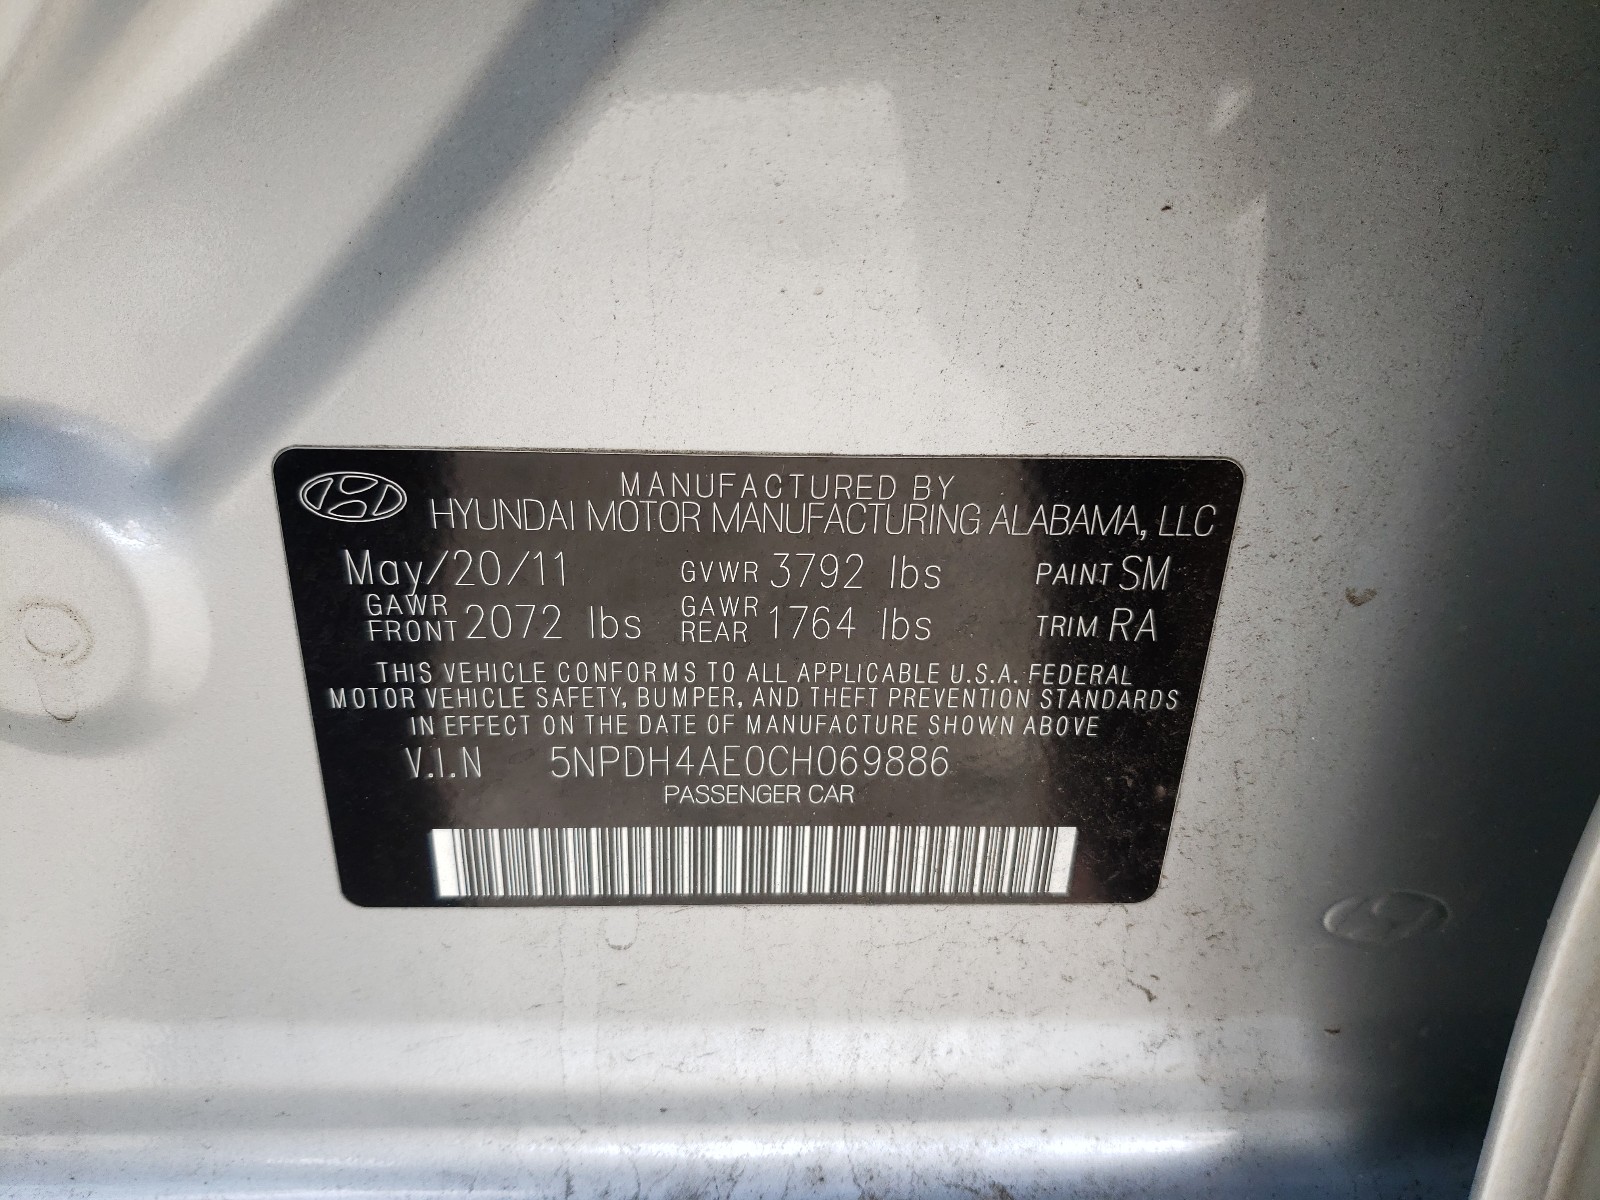 MANUFACTURED BY
HYUNDAI MOTOR MANUFACTURING ALABAMA, LLC
May/20/11 GVWR 3792 lbs PAINT SM
GAWR FRONT 2072 lbs GAWR REAR 1764 lbs TRIM RA
THIS VEHICLE CONFORMS TO ALL APPLICABLE U.S.A. FEDERAL
MOTOR VEHICLE SAFETY, BUMPER, AND THEFT PREVENTION STANDARDS
IN EFFECT ON THE DATE OF MANUFACTURE SHOWN ABOVE
V.I.N 5NPDH4AE0CH069886
PASSENGER CAR